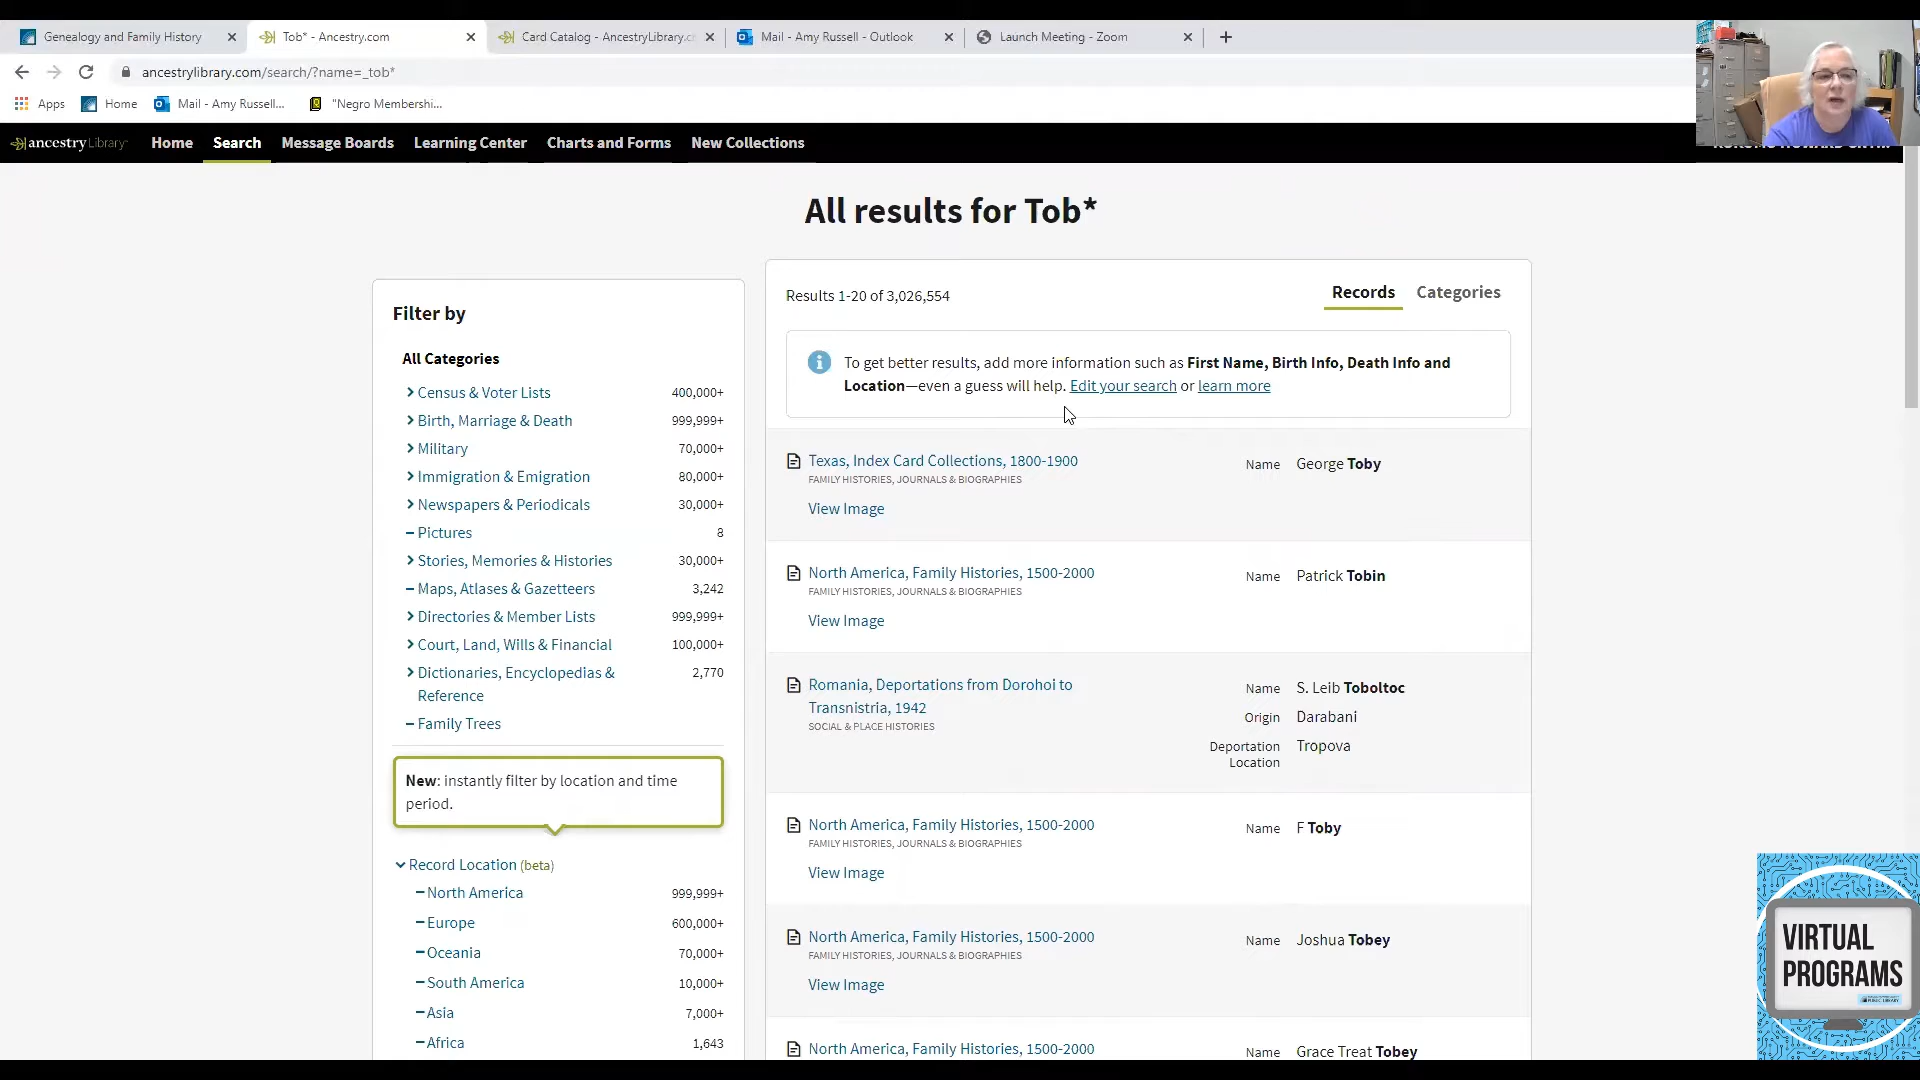 Genealogy and Family History
Tob* - Ancestry.com
Card Catalog - AncestryLibrary.c
Mail - Amy Russell - Outlook
Launch Meeting - Zoom
ancestrylibrary.com/search/?name=_tob*
Apps
Home
Mail - Amy Russell...
"Negro Membershi...
ancestryLibrary
Home
Search
Message Boards
Learning Center
Charts and Forms
New Collections
All results for Tob*
Filter by
All Categories
Census & Voter Lists 400,000+
Birth, Marriage & Death 999,999+
Military 70,000+
Immigration & Emigration 80,000+
Newspapers & Periodicals 30,000+
Pictures 8
Stories, Memories & Histories 30,000+
Maps, Atlases & Gazetteers 3,242
Directories & Member Lists 999,999+
Court, Land, Wills & Financial 100,000+
Dictionaries, Encyclopedias & 2,770
Reference
Family Trees
New: instantly filter by location and time
period.
Record Location (beta)
North America 999,999+
Europe 600,000+
Oceania 70,000+
South America 10,000+
Asia 7,000+
Africa 1,643
Results 1-20 of 3,026,554
Records Categories
To get better results, add more information such as First Name, Birth Info, Death Info and
Location—even a guess will help. Edit your search or learn more
Texas, Index Card Collections, 1800-1900
FAMILY HISTORIES, JOURNALS & BIOGRAPHIES
View Image
Name George Toby
North America, Family Histories, 1500-2000
FAMILY HISTORIES, JOURNALS & BIOGRAPHIES
View Image
Name Patrick Tobin
Romania, Deportations from Dorohoi to
Transnistria, 1942
SOCIAL & PLACE HISTORIES
Name S. Leib Toboltoc
Origin Darabani
Deportation Tropova
Location
North America, Family Histories, 1500-2000
FAMILY HISTORIES, JOURNALS & BIOGRAPHIES
View Image
Name F Toby
North America, Family Histories, 1500-2000
FAMILY HISTORIES, JOURNALS & BIOGRAPHIES
View Image
Name Joshua Tobey
North America, Family Histories, 1500-2000
Name Grace Treat Tobey
VIRTUAL
PROGRAMS